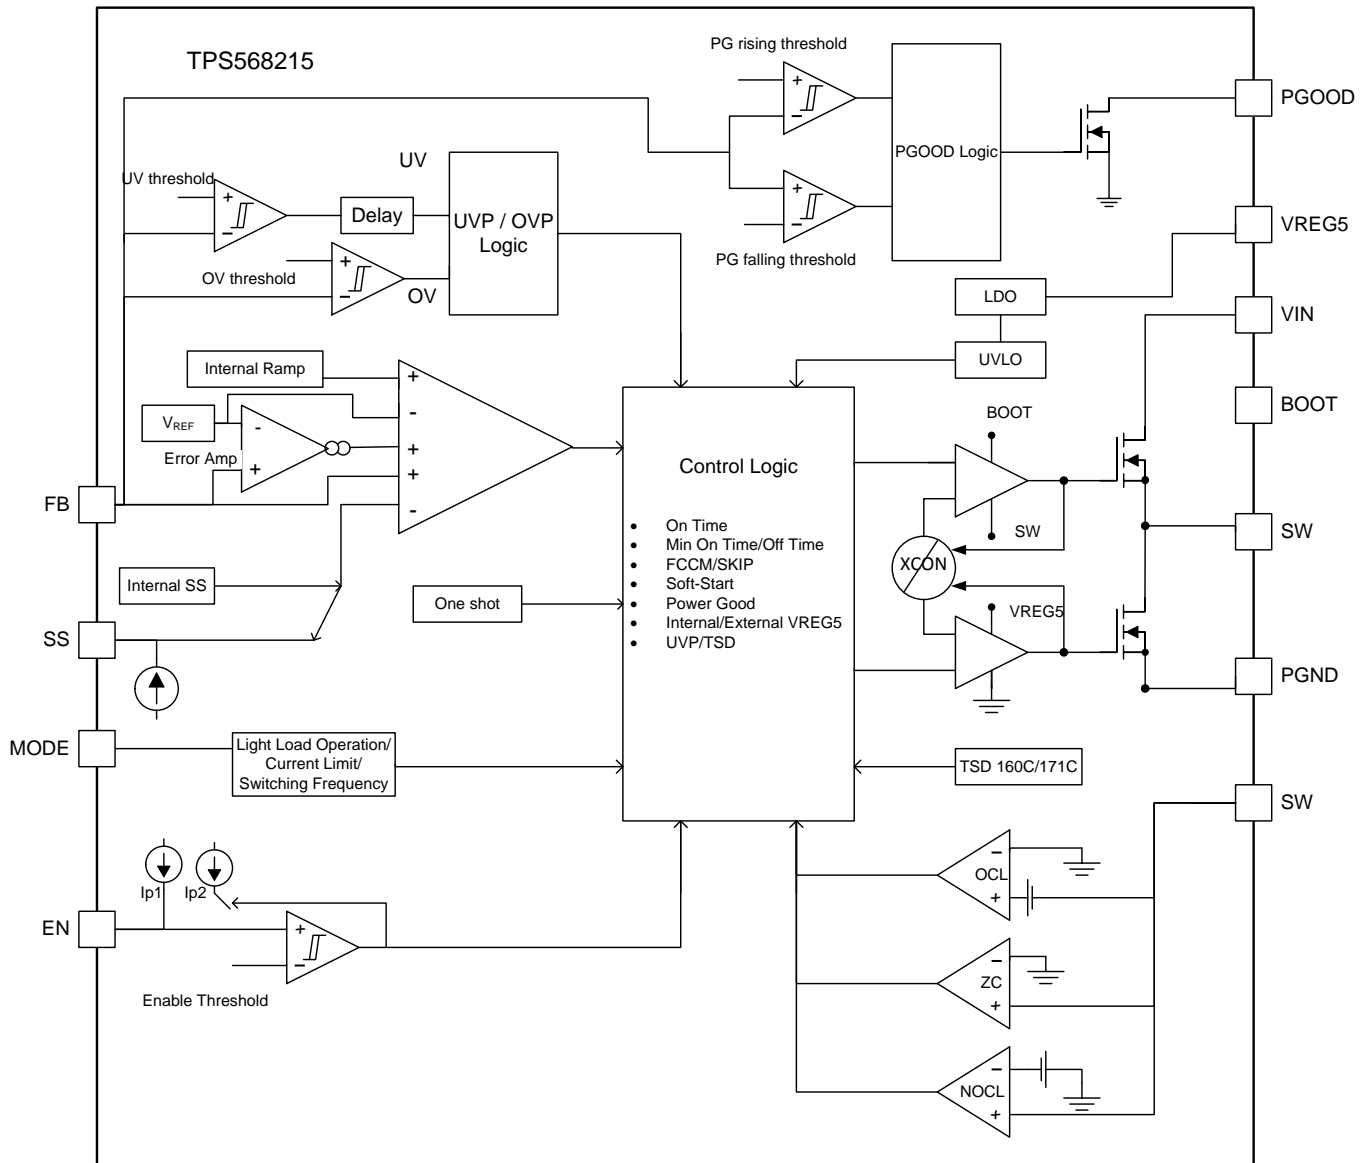 TPS568215
PG rising threshold
+
−
PGOOD Logic
PGOOD
UV threshold
+
−
Delay
UV
UVP / OVP
Logic
OV threshold
+
−
OV
+
−
PG falling threshold
VREG5
LDO
UVLO
VIN
BOOT
Internal Ramp
VREF
-
+
Error Amp
+
-
+
+
-
FB
Internal SS
SS
One shot
Control Logic
• On Time
• Min On Time/Off Time
• FCCM/SKIP
• Soft-Start
• Power Good
• Internal/External VREG5
• UVP/TSD
BOOT
SW
XCON
VREG5
SW
PGND
MODE
Light Load Operation/
Current Limit/
Switching Frequency
TSD 160C/171C
SW
Ip1
Ip2
EN
+
−
Enable Threshold
−
OCL
+
−
ZC
+
−
NOCL
+